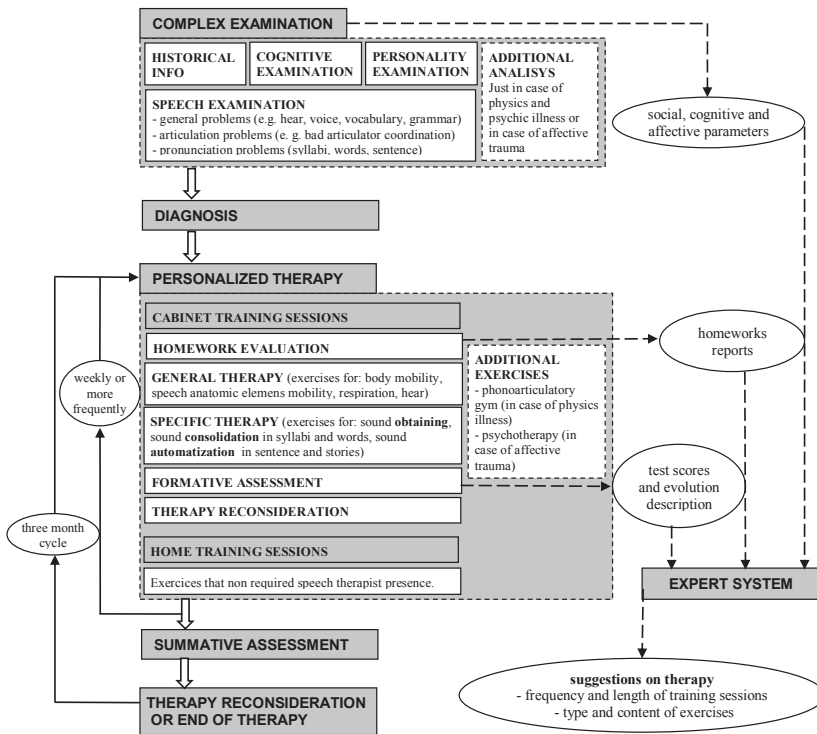 COMPLEX EXAMINATION
HISTORICAL
INFO
COGNITIVE
EXAMINATION
PERSONALITY
EXAMINATION
ADDITIONAL
ANALISYS
Just in case of
physics and
psychic illness or
in case of affective
trauma
SPEECH EXAMINATION
- general problems (e.g. hear, voice, vocabulary, grammar)
- articulation problems (e. g. bad articulator coordination)
- pronunciation problems (syllabi, words, sentence)
social, cognitive and
affective parameters
DIAGNOSIS
PERSONALIZED THERAPY
CABINET TRAINING SESSIONS
HOMEWORK EVALUATION
GENERAL THERAPY (exercises for: body mobility,
speech anatomic elemens mobility, respiration, hear)
SPECIFIC THERAPY (exercises for: sound obtaining,
sound consolidation in syllabi and words, sound
automatization in sentence and stories)
FORMATIVE ASSESSMENT
THERAPY RECONSIDERATION
HOME TRAINING SESSIONS
Exercices that non required speech therapist presence.
ADDITIONAL
EXERCISES
- phonoarticulatory
gym (in case of physics
illness)
- psychotherapy (in
case of affective
trauma)
homeworks
reports
weekly or
more
frequently
test scores
and evolution
description
three month
cycle
EXPERT SYSTEM
SUMMATIVE ASSESSMENT
suggestions on therapy
- frequency and length of training sessions
- type and content of exercises
THERAPY RECONSIDERATION
OR END OF THERAPY